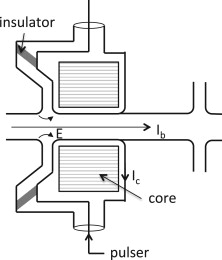 insulator
E
I_b
I_c
core
pulser